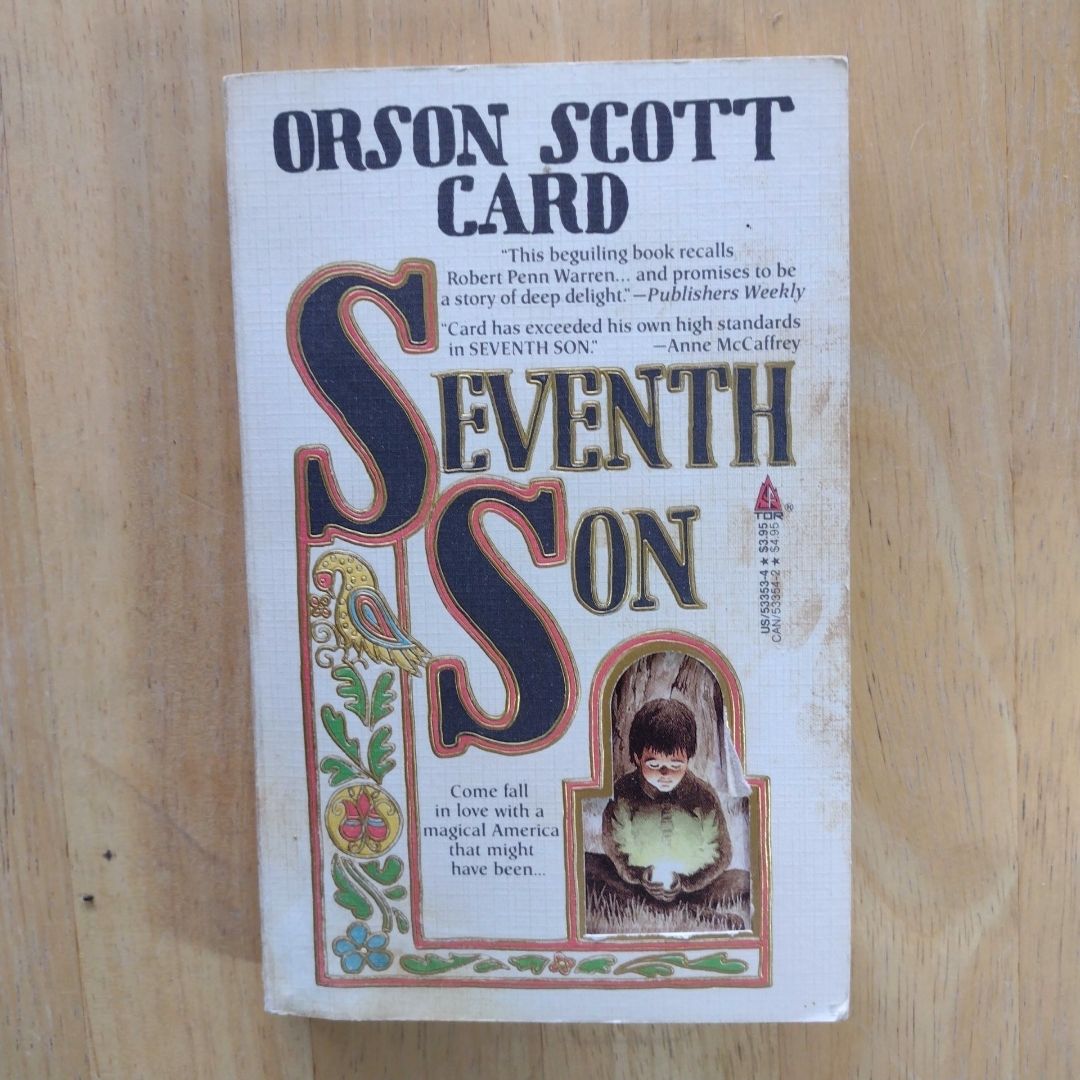 ORSON SCOTT
CARD
"This beguiling book recalls
Robert Penn Warren... and promises to be
a story of deep delight."—Publishers Weekly
"Card has exceeded his own high standards
in SEVENTH SON." —Anne McCaffrey
SEVENTH
SON
TOR ®
US/53353-4 ★ $3.95
CAN/53354-2 ★ $4.95
Come fall
in love with a
magical America
that might
have been...